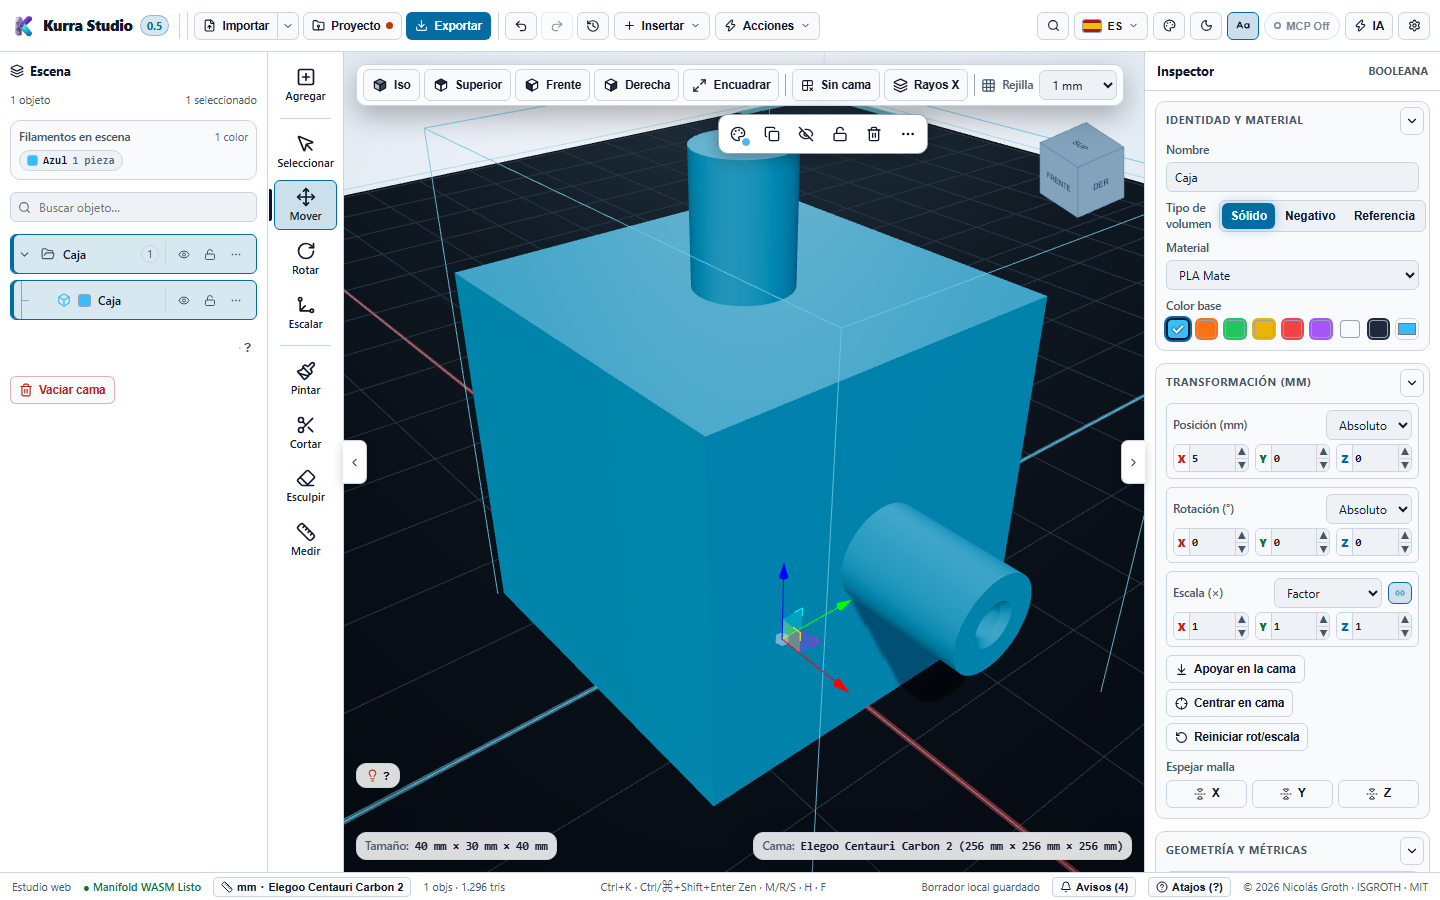 Kurra Studio 0.5
Importar
Proyecto
Exportar
Insertar
Acciones
ES
Aa
MCP Off
IA
Escena
1 objeto
1 seleccionado
Filamentos en escena
1 color
Azul 1 pieza
Buscar objeto...
Caja
1
Caja
· ?
Vaciar cama
Agregar
Seleccionar
Mover
Rotar
Escalar
Pintar
Cortar
Esculpir
Medir
Iso
Superior
Frente
Derecha
Encuadrar
Sin cama
Rayos X
Rejilla
1 mm
SUP
FRENTE
DER
?
Tamaño: 40 mm × 30 mm × 40 mm
Cama: Elegoo Centauri Carbon 2 (256 mm × 256 mm × 256 mm)
Inspector
BOOLEANA
IDENTIDAD Y MATERIAL
Nombre
Caja
Tipo de volumen
Sólido
Negativo
Referencia
Material
PLA Mate
Color base
TRANSFORMACIÓN (MM)
Posición (mm)
Absoluto
X 5
Y 0
Z 0
Rotación (°)
Absoluto
X 0
Y 0
Z 0
Escala (×)
Factor
X 1
Y 1
Z 1
Apoyar en la cama
Centrar en cama
Reiniciar rot/escala
Espejar malla
X
Y
Z
GEOMETRÍA Y MÉTRICAS
Estudio web
● Manifold WASM Listo
mm · Elegoo Centauri Carbon 2
1 objs · 1.296 tris
Ctrl+K · Ctrl/⌘+Shift+Enter Zen · M/R/S · H · F
Borrador local guardado
Avisos (4)
Atajos (?)
© 2026 Nicolás Groth · ISGROTH · MIT